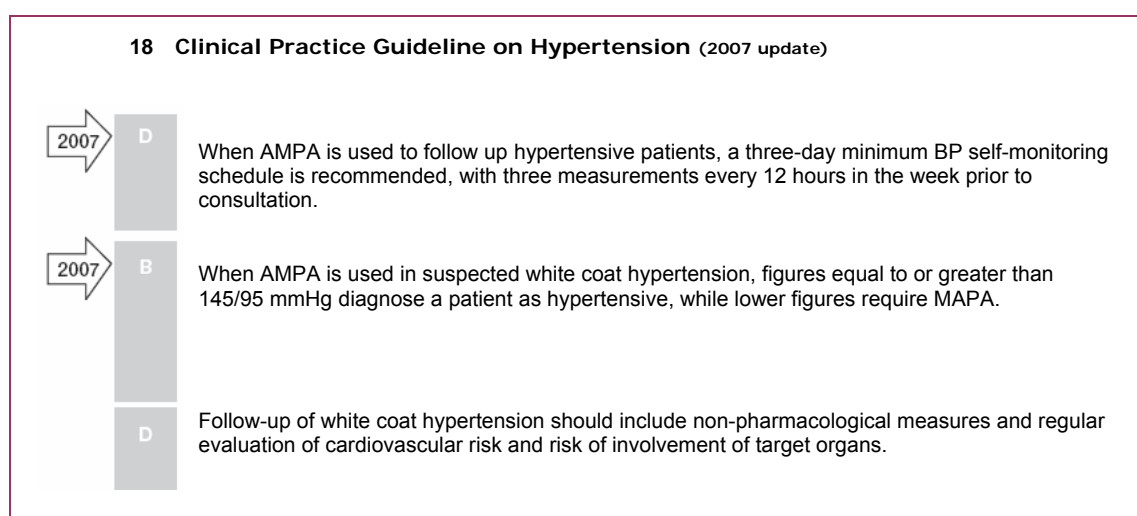 18 Clinical Practice Guideline on Hypertension (2007 update)
2007
D
When AMPA is used to follow up hypertensive patients, a three-day minimum BP self-monitoring
schedule is recommended, with three measurements every 12 hours in the week prior to
consultation.
2007
B
When AMPA is used in suspected white coat hypertension, figures equal to or greater than
145/95 mmHg diagnose a patient as hypertensive, while lower figures require MAPA.
D
Follow-up of white coat hypertension should include non-pharmacological measures and regular
evaluation of cardiovascular risk and risk of involvement of target organs.